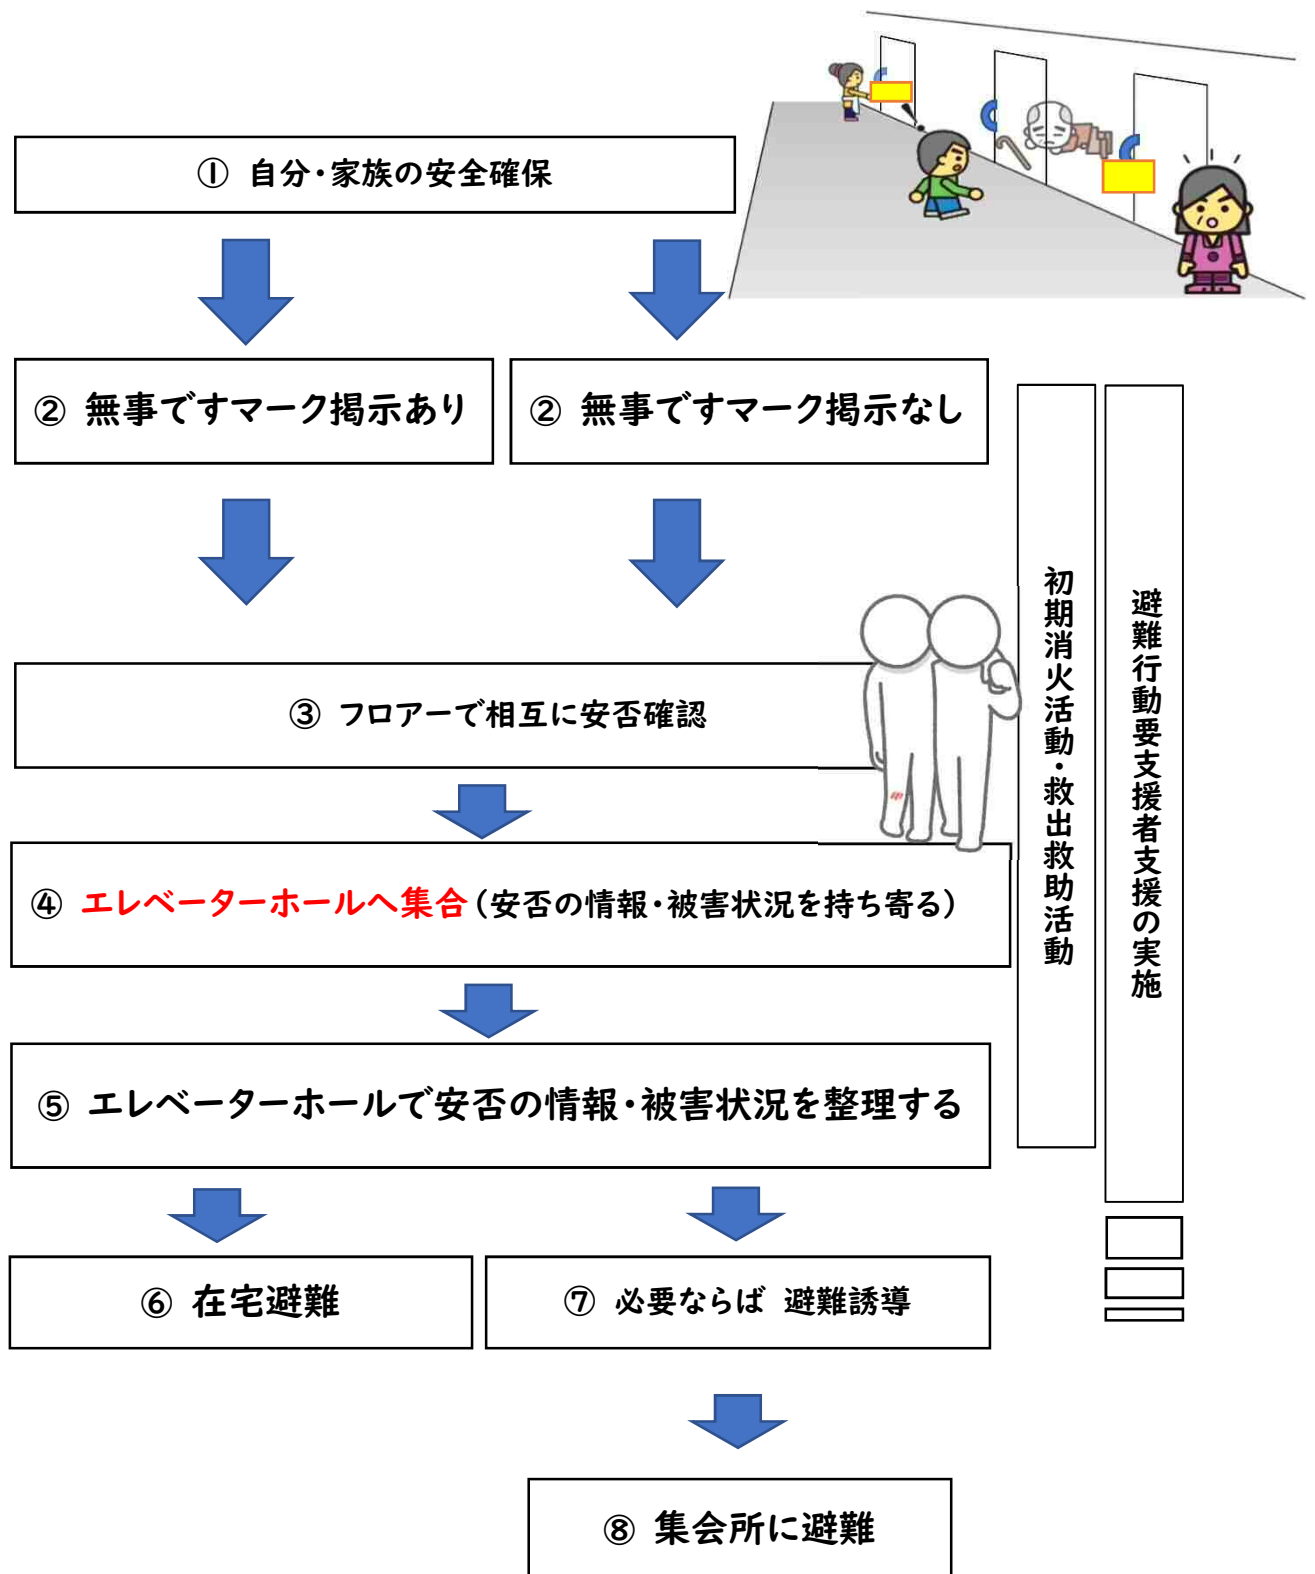 ① 自分・家族の安全確保
② 無事ですマーク掲示あり
② 無事ですマーク掲示なし
③ フロアーで相互に安否確認
④ エレベーターホールへ集合(安否の情報・被害状況を持ち寄る)
⑤ エレベーターホールで安否の情報・被害状況を整理する
⑥ 在宅避難
⑦ 必要ならば 避難誘導
⑧ 集会所に避難
初期消火活動・救出救助活動
避難行動要支援者支援の実施